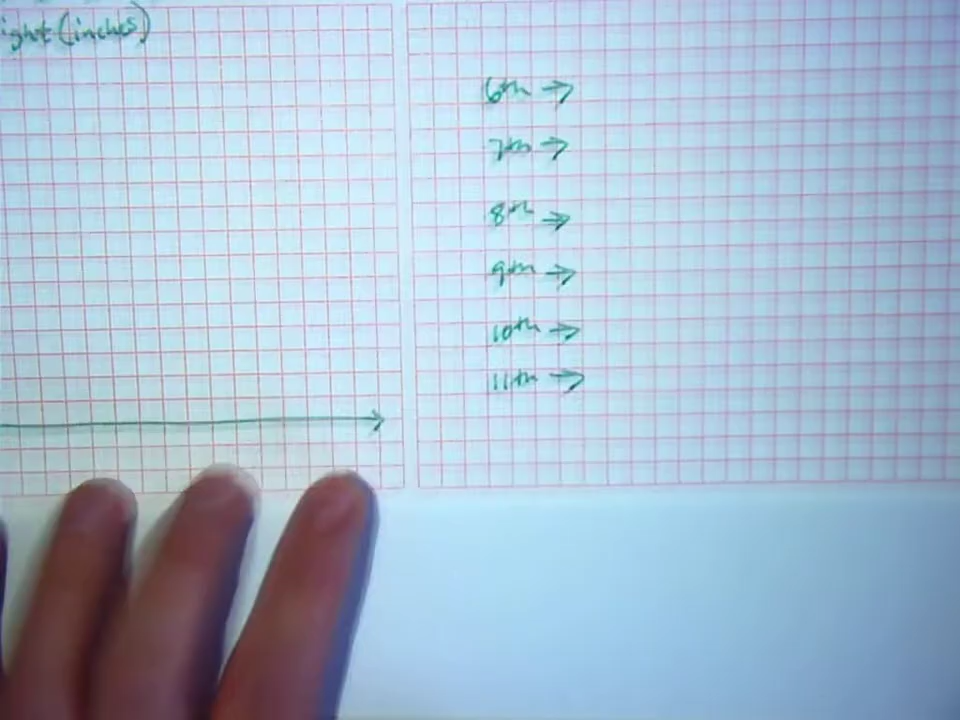 ight (inches)
6th →
7th →
8th →
9th →
10th →
11th →